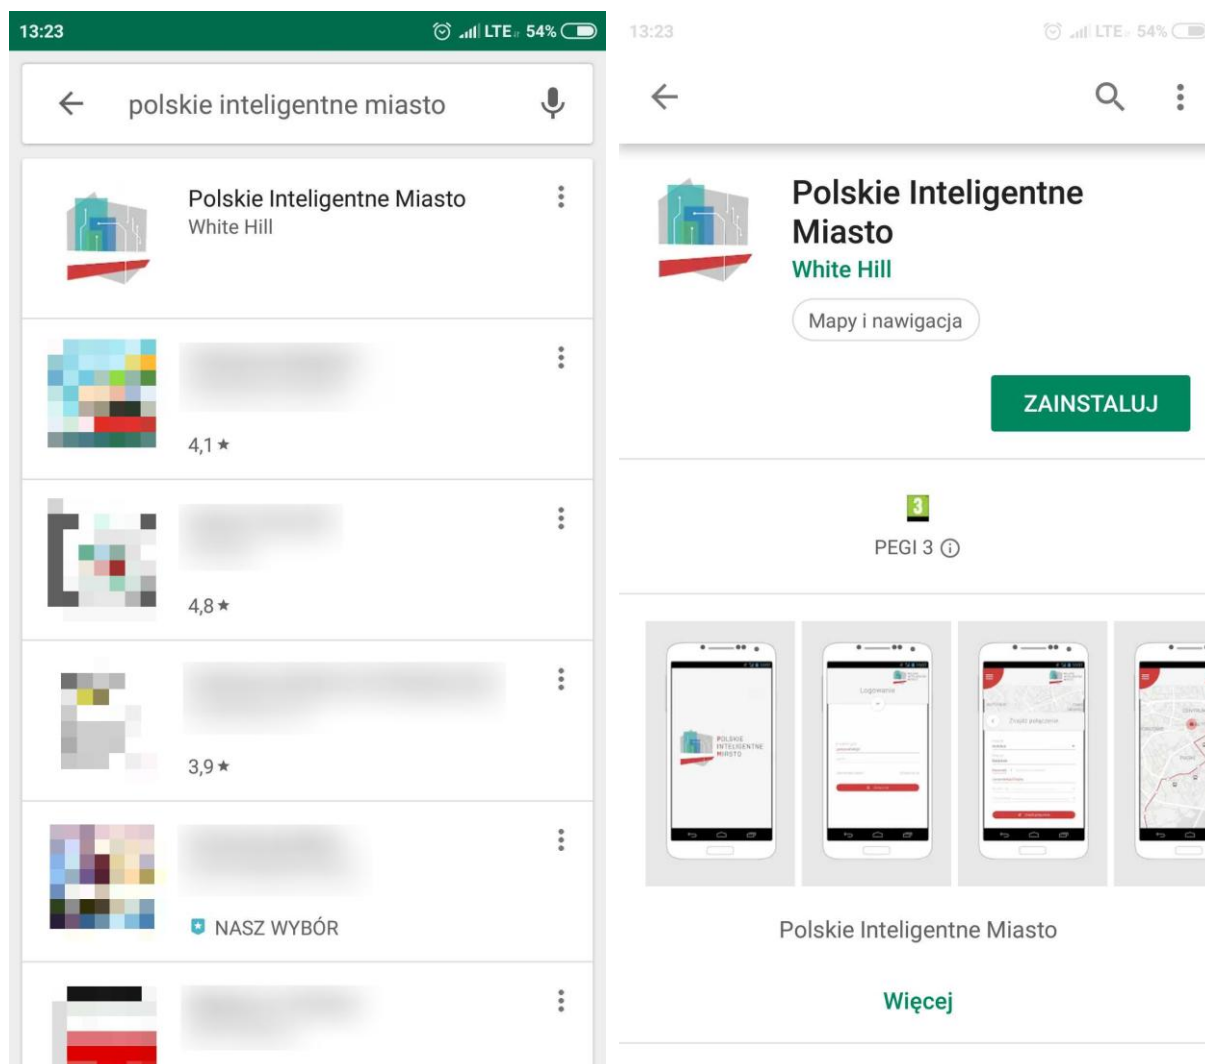 13:23
LTE 54%
polskie inteligentne miasto
Polskie Inteligentne Miasto
White Hill
4,1 ★
4,8 ★
3,9 ★
NASZ WYBÓR
13:23
LTE 54%
Polskie Inteligentne
Miasto
White Hill
Mapy i nawigacja
ZAINSTALUJ
3
PEGI 3
POLSKIE
INTELIGENTNE
MIASTO
Logowanie
Znajdź połączenie
Polskie Inteligentne Miasto
Więcej